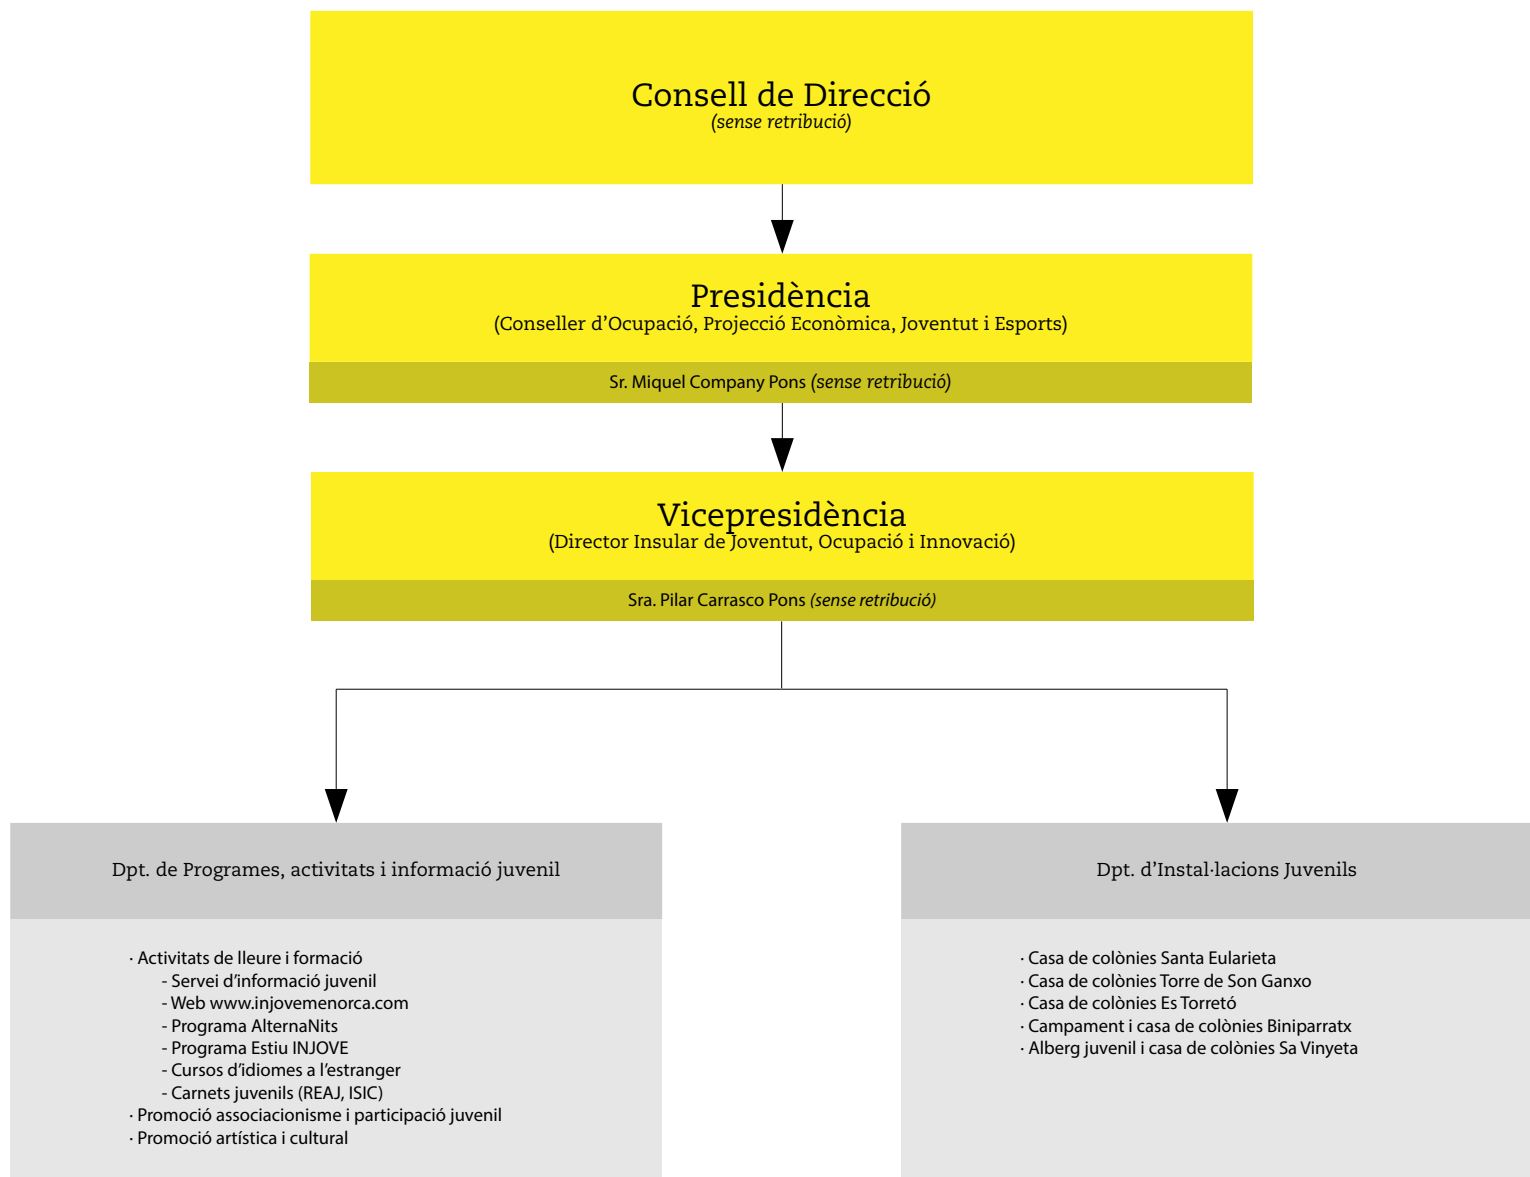 Consell de Direcció
(sense retribució)
Presidència
(Conseller d’Ocupació, Projecció Econòmica, Joventut i Esports)
Sr. Miquel Company Pons (sense retribució)
Vicepresidència
(Director Insular de Joventut, Ocupació i Innovació)
Sra. Pilar Carrasco Pons (sense retribució)
Dpt. de Programes, activitats i informació juvenil
· Activitats de lleure i formació
- Servei d’informació juvenil
- Web www.injovemenorca.com
- Programa AlternaNits
- Programa Estiu INJOVE
- Cursos d’idiomes a l’estranger
- Carnets juvenils (REAJ, ISIC)
· Promoció associacionisme i participació juvenil
· Promoció artística i cultural
Dpt. d’Instal·lacions Juvenils
· Casa de colònies Santa Eularieta
· Casa de colònies Torre de Son Ganxo
· Casa de colònies Es Torretó
· Campament i casa de colònies Biniparratx
· Alberg juvenil i casa de colònies Sa Vinyeta